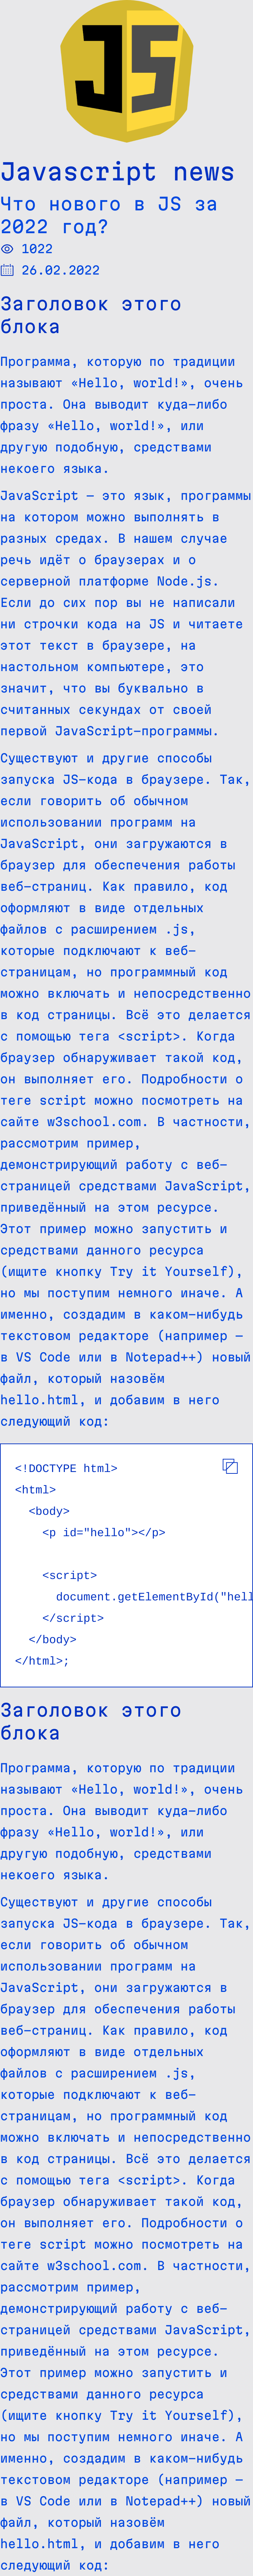 JS
Javascript news
Что нового в JS за
2022 год?
1022
26.02.2022
Заголовок этого
блока
Программа, которую по традиции
называют «Hello, world!», очень
проста. Она выводит куда-либо
фразу «Hello, world!», или
другую подобную, средствами
некоего языка.
JavaScript — это язык, программы
на котором можно выполнять в
разных средах. В нашем случае
речь идёт о браузерах и о
серверной платформе Node.js.
Если до сих пор вы не написали
ни строчки кода на JS и читаете
этот текст в браузере, на
настольном компьютере, это
значит, что вы буквально в
считанных секундах от своей
первой JavaScript-программы.
Существуют и другие способы
запуска JS-кода в браузере. Так,
если говорить об обычном
использовании программ на
JavaScript, они загружаются в
браузер для обеспечения работы
веб-страниц. Как правило, код
оформляют в виде отдельных
файлов с расширением .js,
которые подключают к веб-
страницам, но программный код
можно включать и непосредственно
в код страницы. Всё это делается
с помощью тега <script>. Когда
браузер обнаруживает такой код,
он выполняет его. Подробности о
теге script можно посмотреть на
сайте w3school.com. В частности,
рассмотрим пример,
демонстрирующий работу с веб-
страницей средствами JavaScript,
приведённый на этом ресурсе.
Этот пример можно запустить и
средствами данного ресурса
(ищите кнопку Try it Yourself),
но мы поступим немного иначе. А
именно, создадим в каком-нибудь
текстовом редакторе (например —
в VS Code или в Notepad++) новый
файл, который назовём
hello.html, и добавим в него
следующий код:
<!DOCTYPE html>
<html>
<body>
<p id="hello"></p>
<script>
document.getElementById("hell
</script>
</body>
</html>;
Заголовок этого
блока
Программа, которую по традиции
называют «Hello, world!», очень
проста. Она выводит куда-либо
фразу «Hello, world!», или
другую подобную, средствами
некоего языка.
Существуют и другие способы
запуска JS-кода в браузере. Так,
если говорить об обычном
использовании программ на
JavaScript, они загружаются в
браузер для обеспечения работы
веб-страниц. Как правило, код
оформляют в виде отдельных
файлов с расширением .js,
которые подключают к веб-
страницам, но программный код
можно включать и непосредственно
в код страницы. Всё это делается
с помощью тега <script>. Когда
браузер обнаруживает такой код,
он выполняет его. Подробности о
теге script можно посмотреть на
сайте w3school.com. В частности,
рассмотрим пример,
демонстрирующий работу с веб-
страницей средствами JavaScript,
приведённый на этом ресурсе.
Этот пример можно запустить и
средствами данного ресурса
(ищите кнопку Try it Yourself),
но мы поступим немного иначе. А
именно, создадим в каком-нибудь
текстовом редакторе (например —
в VS Code или в Notepad++) новый
файл, который назовём
hello.html, и добавим в него
следующий код: